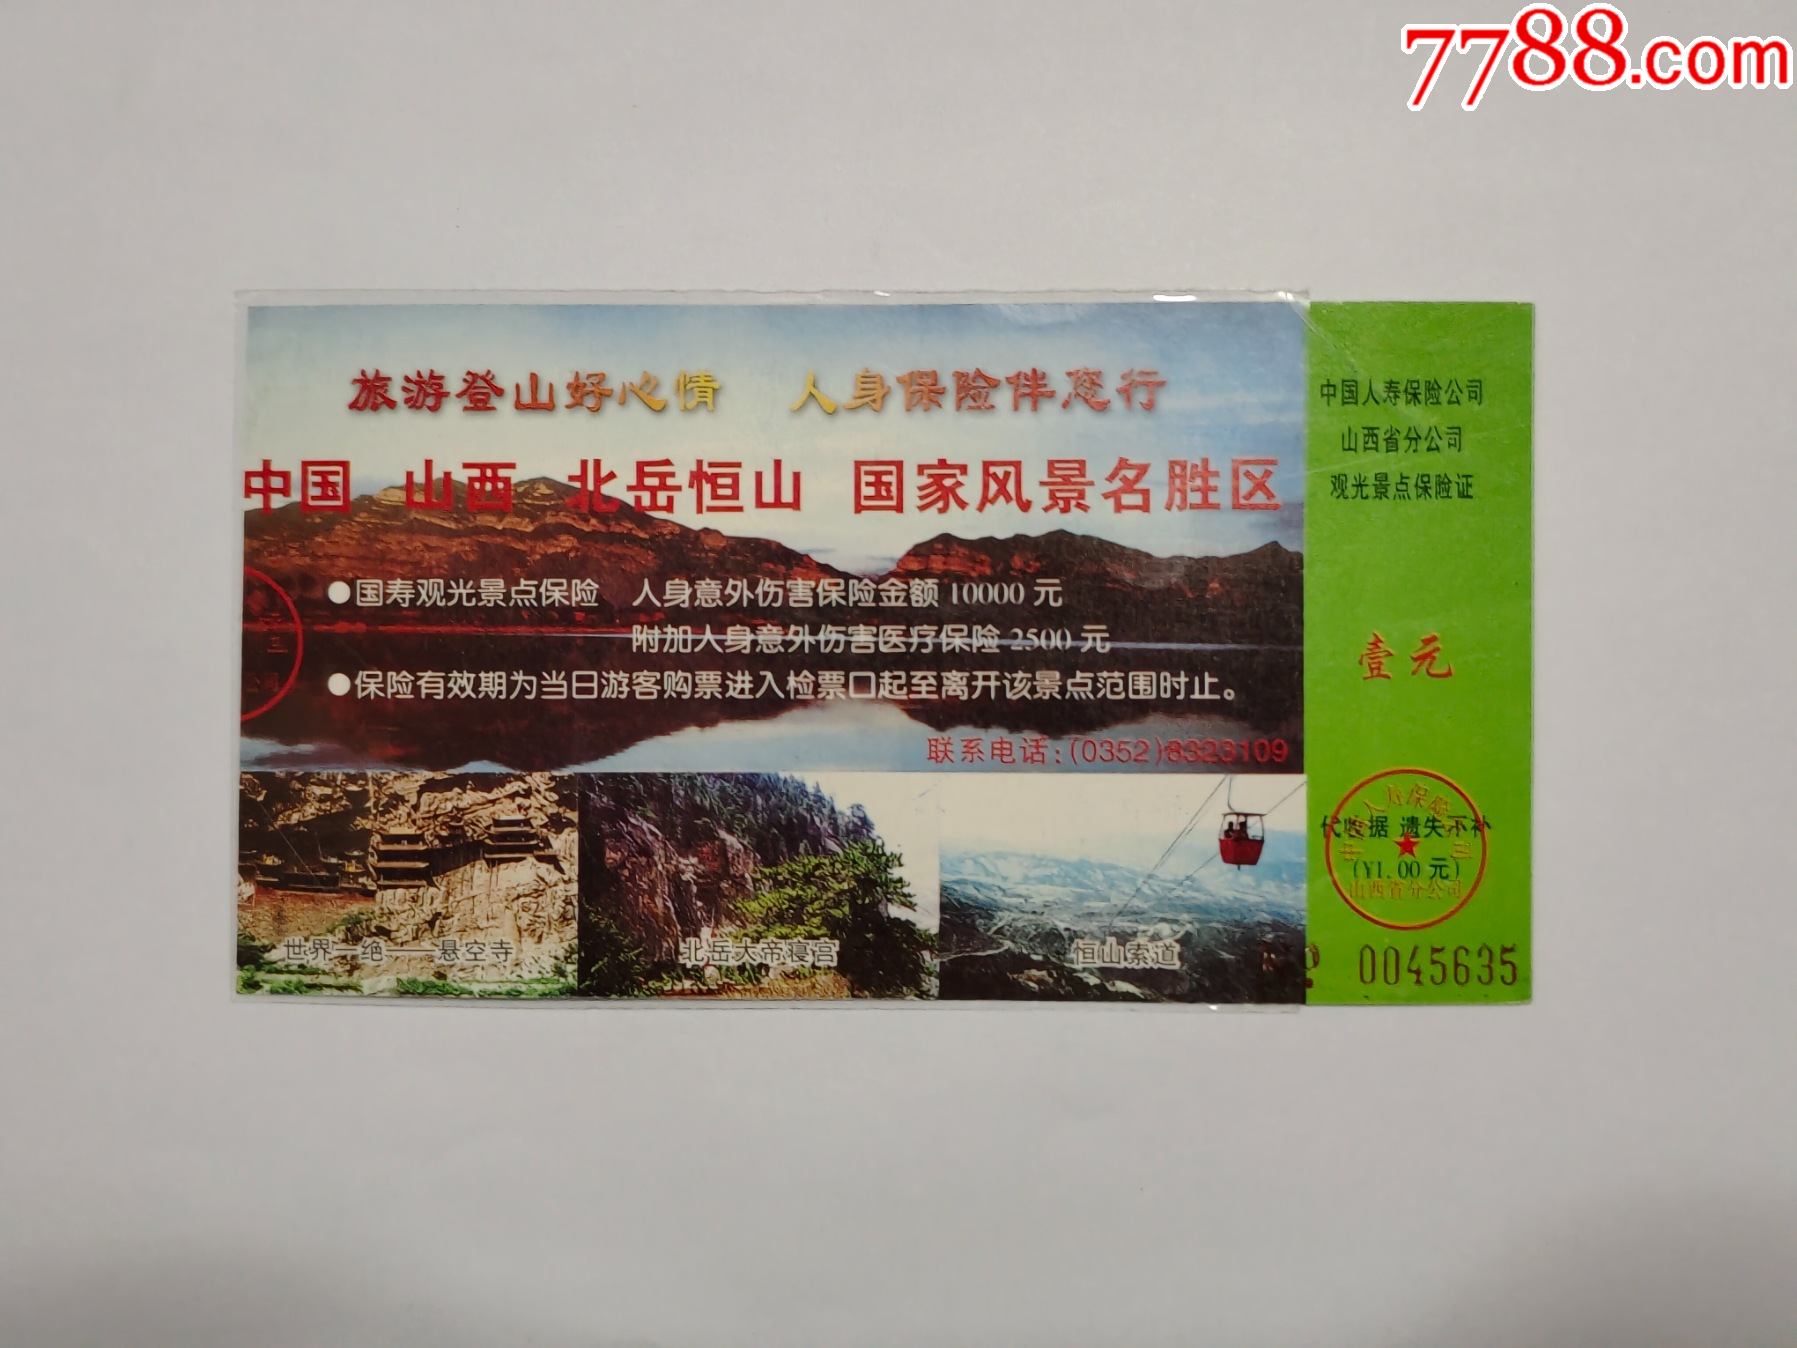 7788.com
旅游登山好心情 人身保险伴您行
中国 山西 北岳恒山 国家风景名胜区
●国寿观光景点保险 人身意外伤害保险金额 10000 元
附加人身意外伤害医疗保险 2500 元
●保险有效期为当日游客购票进入检票口起至离开该景点范围时止。
联系电话:(0352)8323109
世界一绝——悬空寺
北岳大帝寝宫
恒山索道
中国人寿保险公司
山西省分公司
观光景点保险证
壹元
代收据 遗失不补
(Y1.00 元)
山西省分公司
0045635